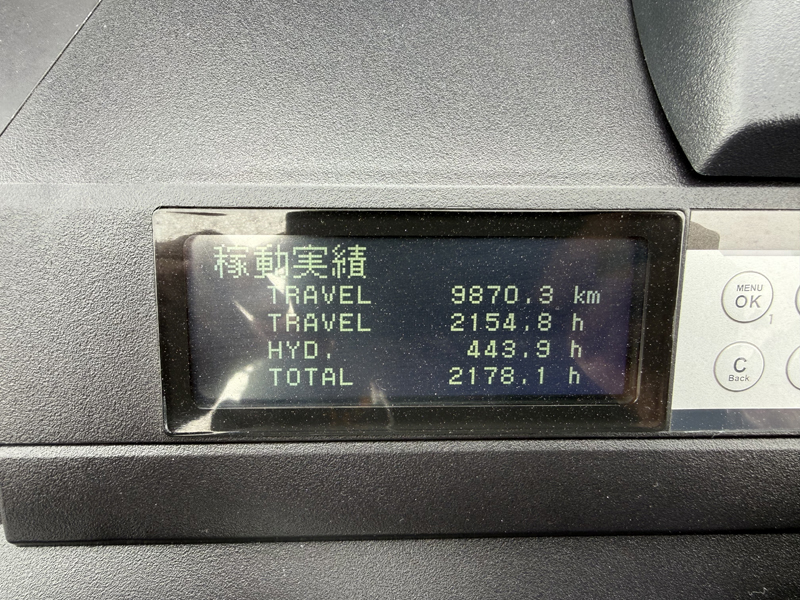 稼動実績
TRAVEL 9870.3 km
TRAVEL 2154.8 h
HYD. 443.9 h
TOTAL 2178.1 h
MENU
OK
1
C
Back